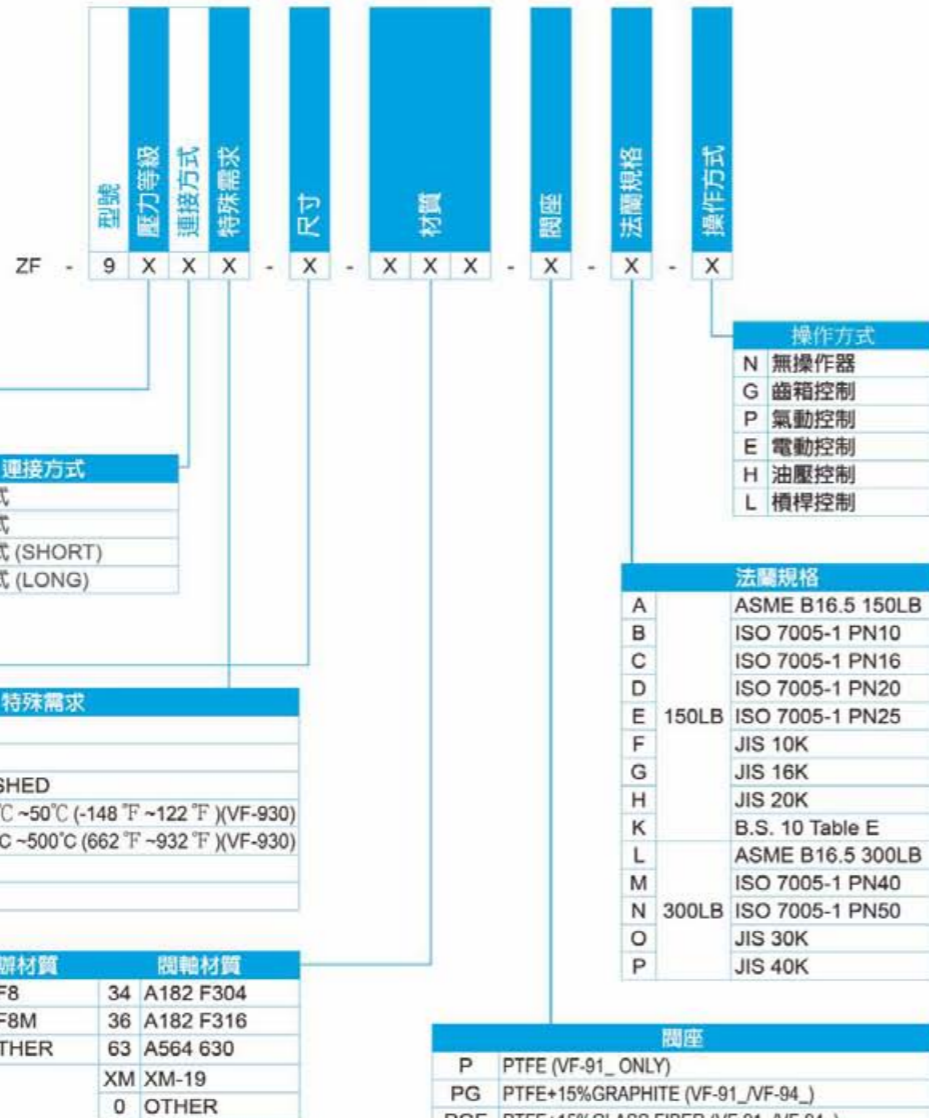 型號
壓力等級
連接方式
特殊需求
尺寸
材質
閥座
法蘭規格
操作方式
ZF - 9 X X X - X - X X X - X - X - X
操作方式
N 無操作器
G 齒箱控制
P 氣動控制
E 電動控制
H 油壓控制
L 槓桿控制
連接方式
式
式
式 (SHORT)
式 (LONG)
法蘭規格
A ASME B16.5 150LB
B ISO 7005-1 PN10
C ISO 7005-1 PN16
D ISO 7005-1 PN20
E 150LB ISO 7005-1 PN25
F JIS 10K
G JIS 16K
H JIS 20K
K B.S. 10 Table E
L ASME B16.5 300LB
M ISO 7005-1 PN40
N 300LB ISO 7005-1 PN50
O JIS 30K
P JIS 40K
特殊需求
SHED
℃ ~50℃ (-148 ℉ ~122 ℉ )(VF-930)
℃ ~500℃ (662 ℉ ~932 ℉ )(VF-930)
材質 閥軸材質
F8 34 A182 F304
F8M 36 A182 F316
THER 63 A564 630
XM XM-19
0 OTHER
閥座
P PTFE (VF-91_ ONLY)
PG PTFE+15%GRAPHITE (VF-91_/VF-94_)